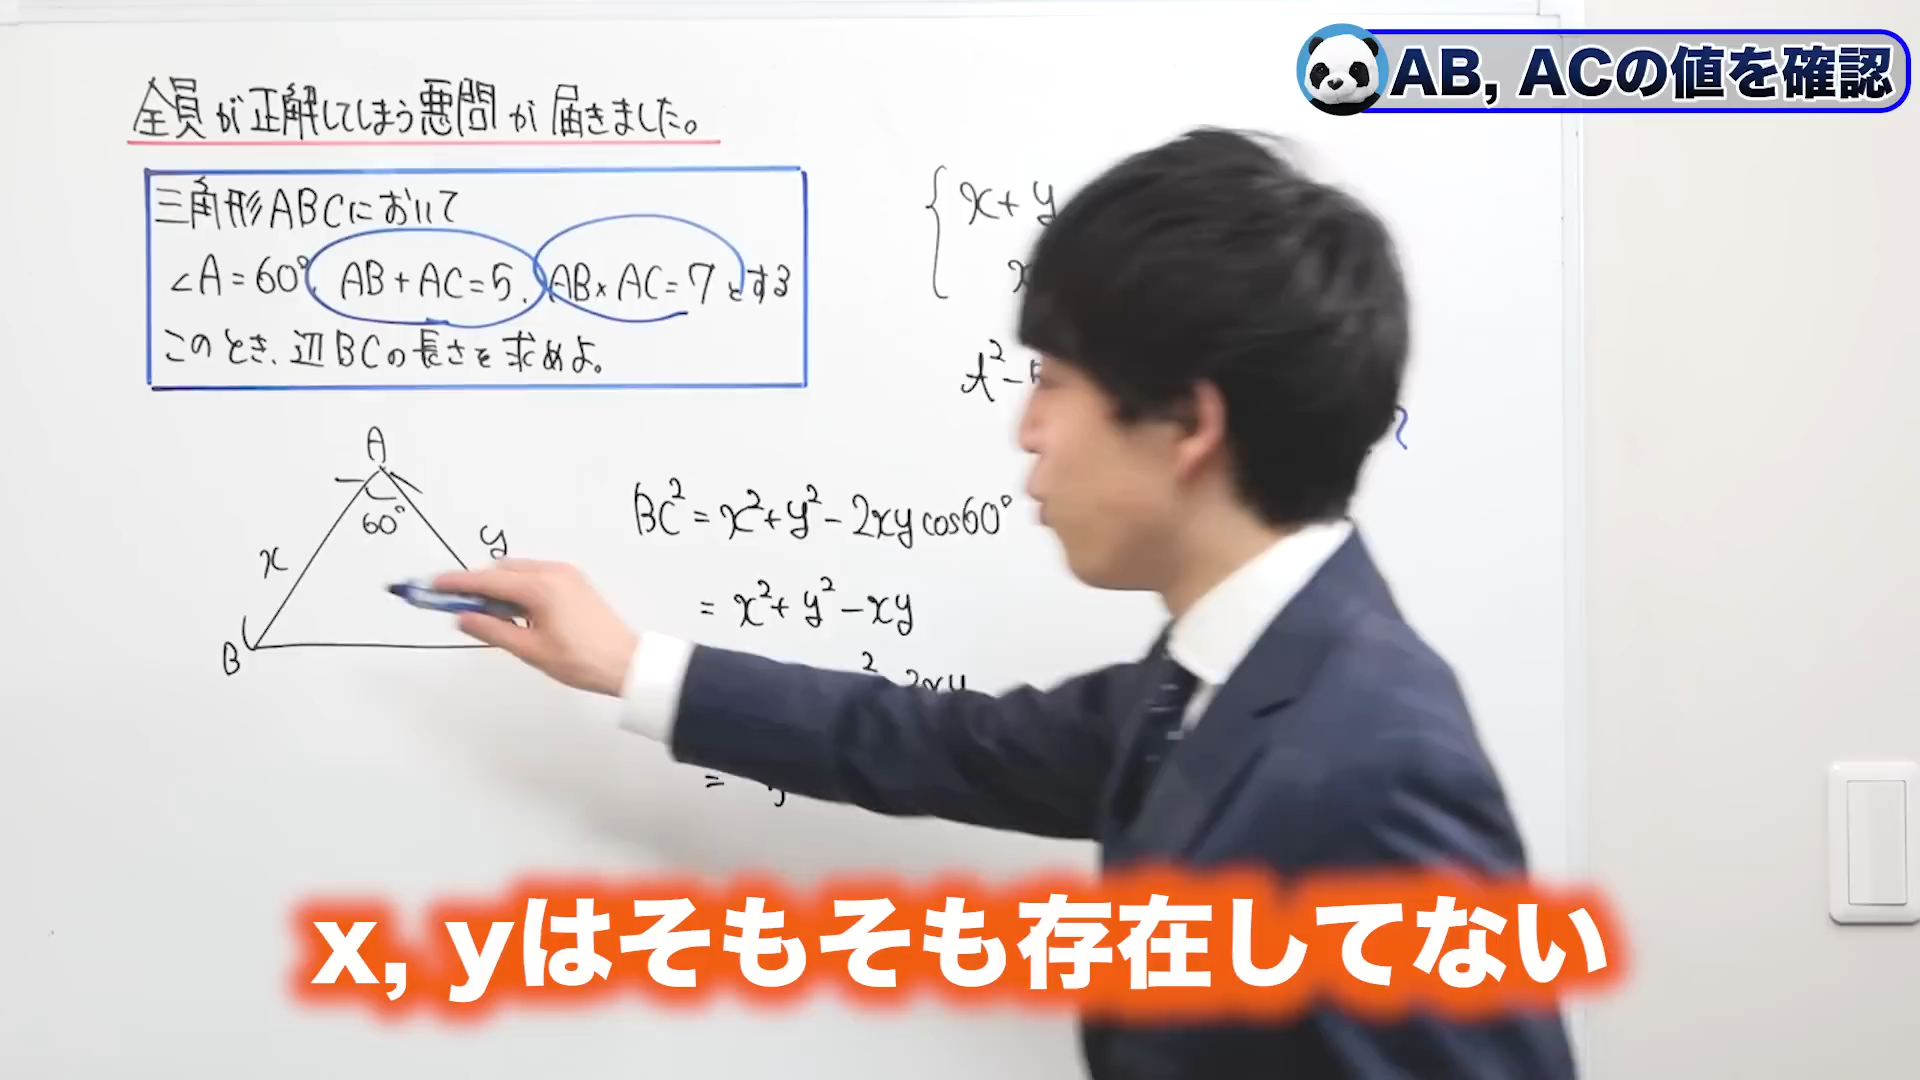 AB, ACの値を確認
全員が正解してしまう悪問が届きました。
三角形ABCにおいて
∠A=60°, AB+AC=5, AB×AC=7とする
このとき、辺BCの長さを求めよ。
x+y
x
t²-5
A
60°
x
y
B
BC²=x²+y²-2xycos60°
=x²+y²-xy
² 2xy
=
x, yはそもそも存在してない